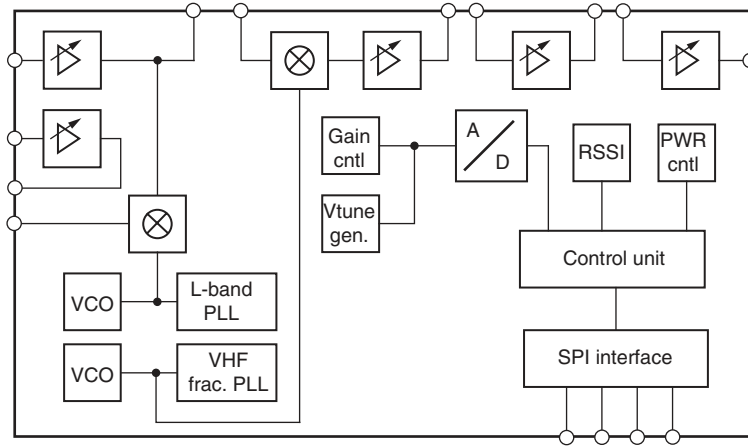 Gain
cntl
A
D
RSSI
PWR
cntl
Vtune
gen.
Control unit
VCO
L-band
PLL
VCO
VHF
frac. PLL
SPI interface